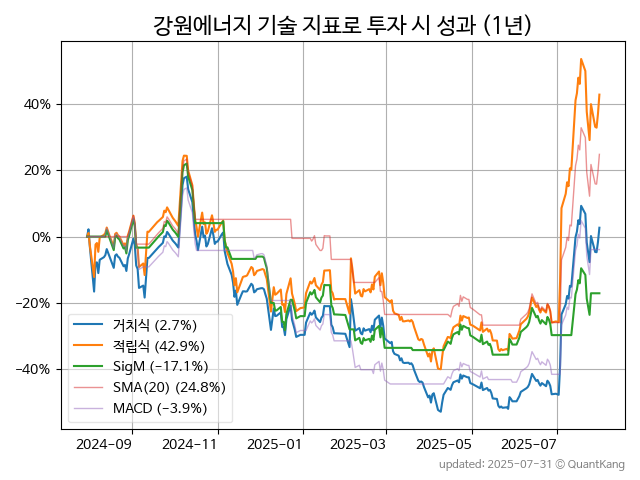 강원에너지 기술 지표로 투자 시 성과 (1년)
40%
20%
0%
−20%
−40%
거치식 (2.7%)
적립식 (42.9%)
SigM (−17.1%)
SMA(20) (24.8%)
MACD (−3.9%)
2024-09 2024-11 2025-01 2025-03 2025-05 2025-07
updated: 2025-07-31 © QuantKang